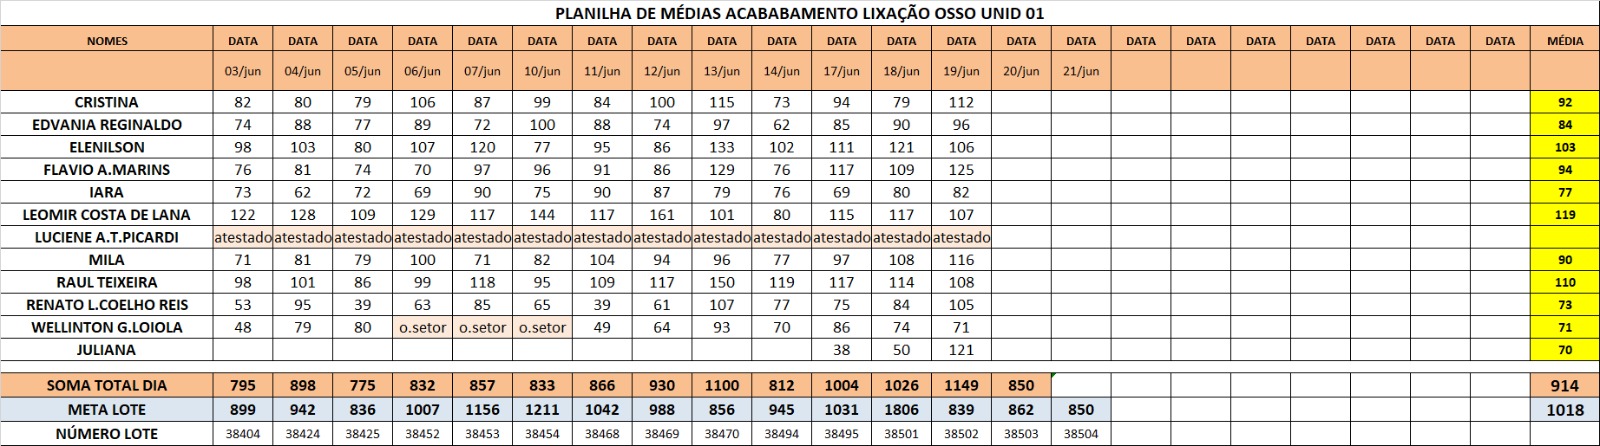 PLANILHA DE MÉDIAS ACABABAMENTO LIXAÇÃO OSSO UNID 01
NOMES DATA DATA DATA DATA DATA DATA DATA DATA DATA DATA DATA DATA DATA DATA DATA DATA DATA DATA DATA DATA DATA DATA MÉDIA
03/jun 04/jun 05/jun 06/jun 07/jun 10/jun 11/jun 12/jun 13/jun 14/jun 17/jun 18/jun 19/jun 20/jun 21/jun
CRISTINA 82 80 79 106 87 99 84 100 115 73 94 79 112 92
EDVANIA REGINALDO 74 88 77 89 72 100 88 74 97 62 85 90 96 84
ELENILSON 98 103 80 107 120 77 95 86 133 102 111 121 106 103
FLAVIO A.MARINS 76 81 74 70 97 96 91 86 129 76 117 109 125 94
IARA 73 62 72 69 90 75 90 87 79 76 69 80 82 77
LEOMIR COSTA DE LANA 122 128 109 129 117 144 117 161 101 80 115 117 107 119
LUCIENE A.T.PICARDI atestado atestado atestado atestado atestado atestado atestado atestado atestado atestado atestado atestado atestado
MILA 71 81 79 100 71 82 104 94 96 77 97 108 116 90
RAUL TEIXEIRA 98 101 86 99 118 95 109 117 150 119 117 114 108 110
RENATO L.COELHO REIS 53 95 39 63 85 65 39 61 107 77 75 84 105 73
WELLINTON G.LOIOLA 48 79 80 o.setor o.setor o.setor 49 64 93 70 86 74 71 71
JULIANA 38 50 121 70
SOMA TOTAL DIA 795 898 775 832 857 833 866 930 1100 812 1004 1026 1149 850 914
META LOTE 899 942 836 1007 1156 1211 1042 988 856 945 1031 1806 839 862 850 1018
NÚMERO LOTE 38404 38424 38425 38452 38453 38454 38468 38469 38470 38494 38495 38501 38502 38503 38504